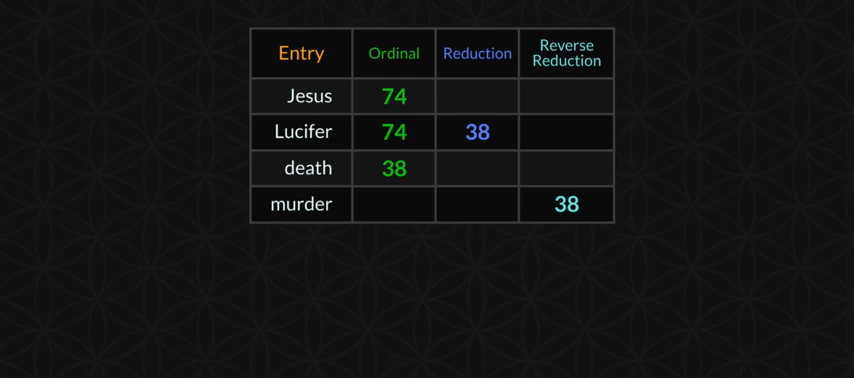 Entry Ordinal Reduction Reverse Reduction
Jesus 74
Lucifer 74 38
death 38
murder 38